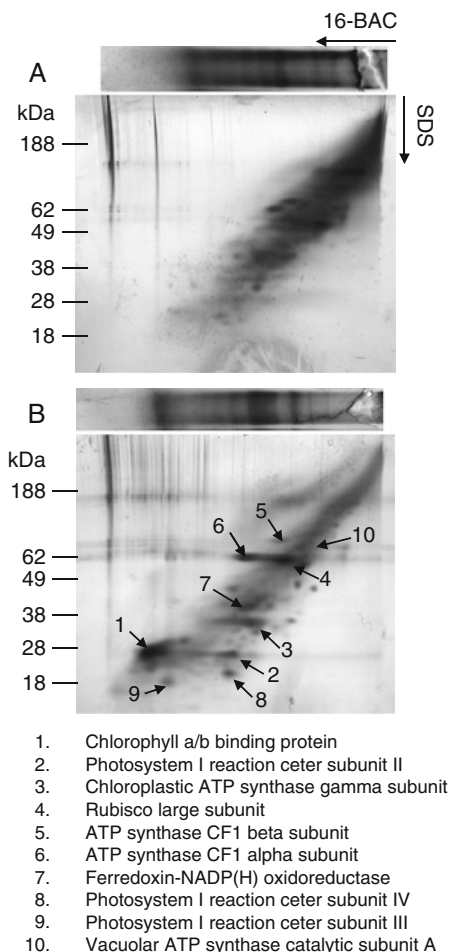 16-BAC
A
SDS
kDa
188
62
49
38
28
18
B
kDa
188
5
10
6
62
49
4
7
38
1
3
28
2
18
9
8
1. Chlorophyll a/b binding protein
2. Photosystem I reaction ceter subunit II
3. Chloroplastic ATP synthase gamma subunit
4. Rubisco large subunit
5. ATP synthase CF1 beta subunit
6. ATP synthase CF1 alpha subunit
7. Ferredoxin-NADP(H) oxidoreductase
8. Photosystem I reaction ceter subunit IV
9. Photosystem I reaction ceter subunit III
10. Vacuolar ATP synthase catalytic subunit A